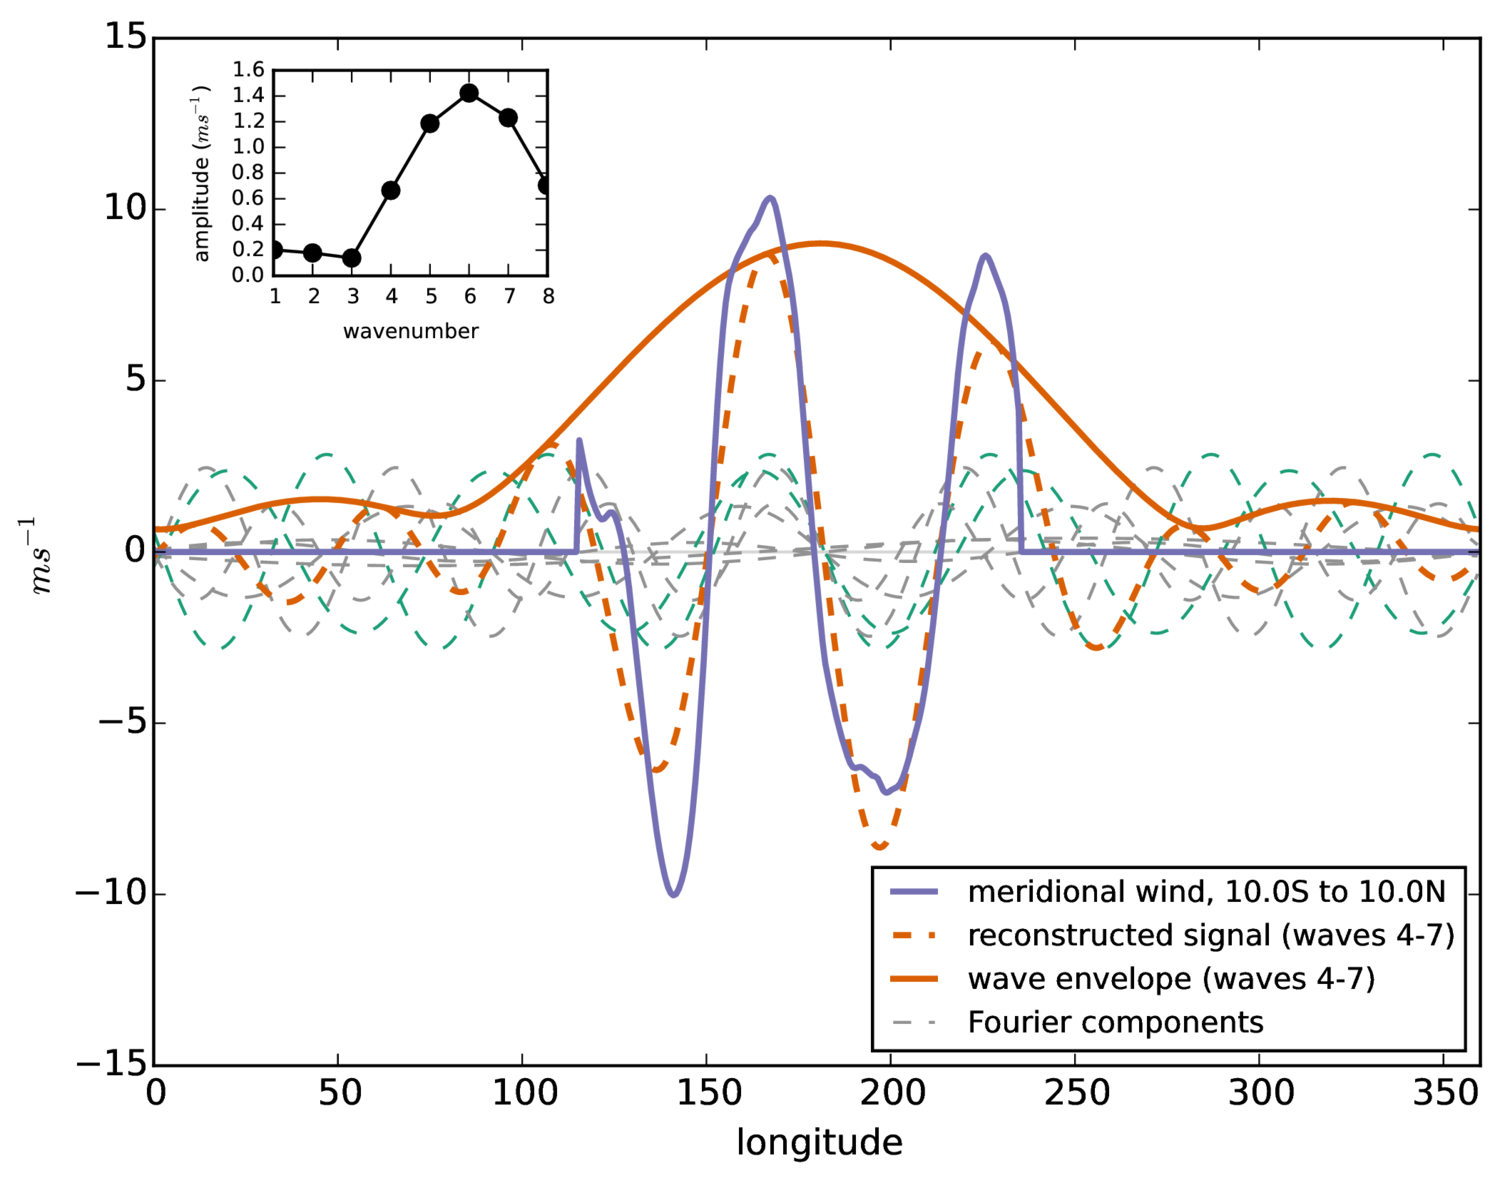 15
10
5
0
−5
−10
−15
ms⁻¹
0 50 100 150 200 250 300 350
longitude
1.6
1.4
1.2
1.0
0.8
0.6
0.4
0.2
0.0
amplitude (ms⁻¹)
1 2 3 4 5 6 7 8
wavenumber
meridional wind, 10.0S to 10.0N
reconstructed signal (waves 4-7)
wave envelope (waves 4-7)
Fourier components